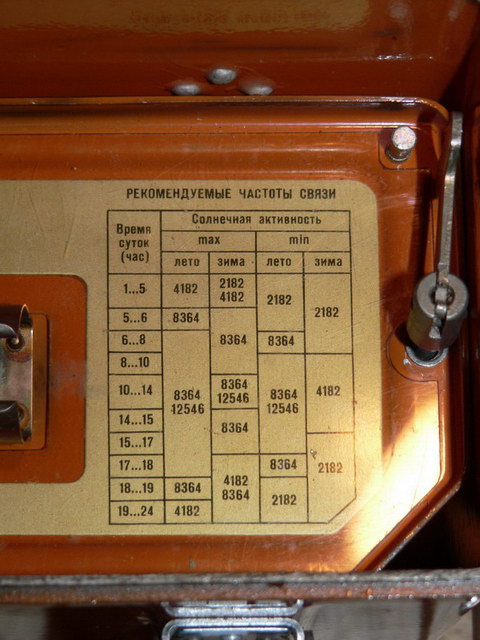 РЕКОМЕНДУЕМЫЕ ЧАСТОТЫ СВЯЗИ
Время суток (час)
Солнечная активность
max min
лето зима лето зима
1...5 4182 2182 4182 2182 2182
5...6 8364 8364
6...8 8364
8...10 8364 12546 8364 12546 4182
10...14 8364 12546
14...15 8364
15...17
17...18 4182 8364 8364 2182
18...19 8364 2182
19...24 4182